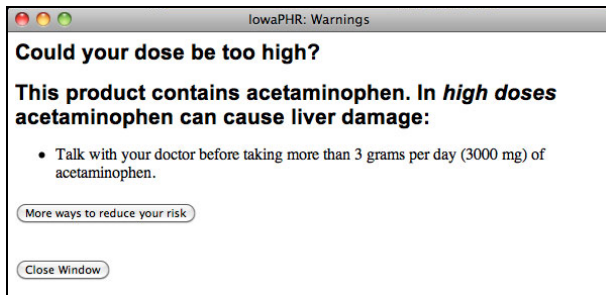 IowaPHR: Warnings
Could your dose be too high?
This product contains acetaminophen. In high doses
acetaminophen can cause liver damage:
• Talk with your doctor before taking more than 3 grams per day (3000 mg) of
acetaminophen.
More ways to reduce your risk
Close Window